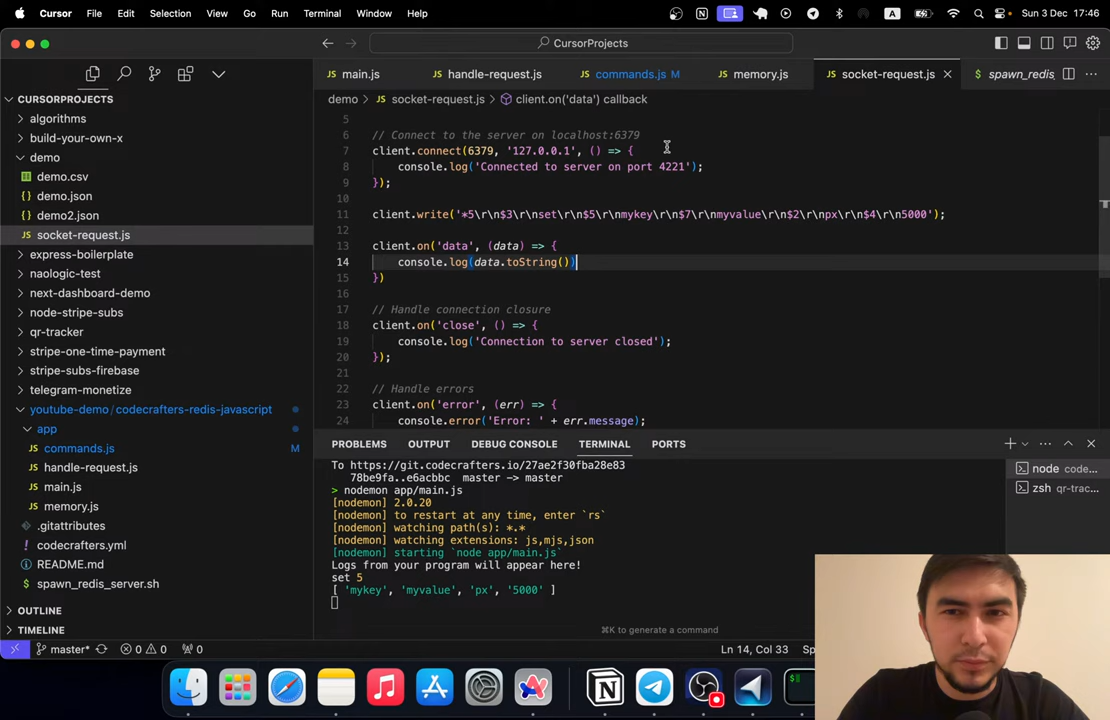 Cursor File Edit Selection View Go Run Terminal Window Help A Sun 3 Dec 17:46
CursorProjects
main.js handle-request.js commands.js M memory.js socket-request.js spawn_redis_
CURSORPROJECTS
demo > socket-request.js > client.on('data') callback
algorithms
build-your-own-x
demo
demo.csv
demo.json
demo2.json
socket-request.js
express-boilerplate
naologic-test
next-dashboard-demo
node-stripe-subs
qr-tracker
stripe-one-time-payment
stripe-subs-firebase
telegram-monetize
youtube-demo / codecrafters-redis-javascript
app
commands.js M
handle-request.js
main.js
memory.js
.gitattributes
codecrafters.yml
README.md
spawn_redis_server.sh
OUTLINE
TIMELINE
5
6 // Connect to the server on localhost:6379
7 client.connect(6379, '127.0.0.1', () => {
8 console.log('Connected to server on port 4221');
9 });
10
11 client.write('*5\r\n$3\r\nset\r\n$5\r\nmykey\r\n$7\r\nmyvalue\r\n$2\r\npx\r\n$4\r\n5000');
12
13 client.on('data', (data) => {
14 console.log(data.toString())
15 })
16
17 // Handle connection closure
18 client.on('close', () => {
19 console.log('Connection to server closed');
20 });
21
22 // Handle errors
23 client.on('error', (err) => {
24 console.error('Error: ' + err.message);
PROBLEMS OUTPUT DEBUG CONSOLE TERMINAL PORTS
To https://git.codecrafters.io/27ae2f30fba28e83
78be9fa..e6acbbc master -> master
> nodemon app/main.js
[nodemon] 2.0.20
[nodemon] to restart at any time, enter `rs`
[nodemon] watching path(s): *.*
[nodemon] watching extensions: js,mjs,json
[nodemon] starting `node app/main.js`
Logs from your program will appear here!
set 5
[ 'mykey', 'myvalue', 'px', '5000' ]
node code...
zsh qr-trac...
⌘K to generate a command
master* 0 0 0 Ln 14, Col 33